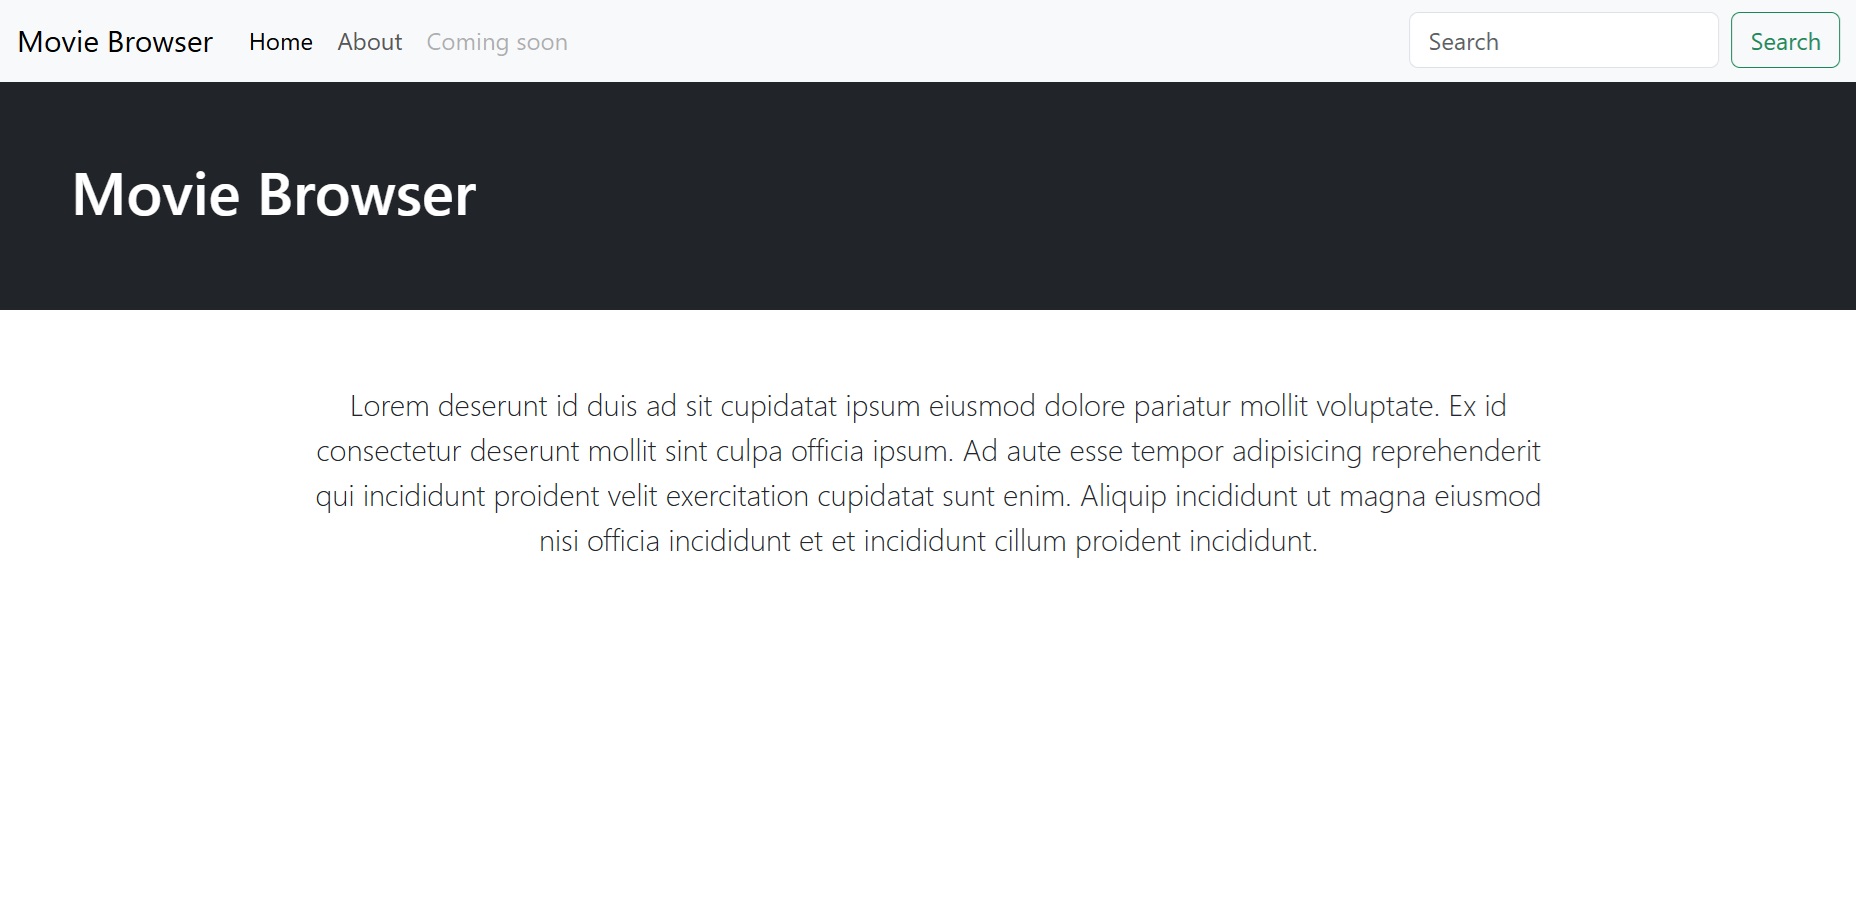 Movie Browser Home About Coming soon Search Search
Movie Browser
Lorem deserunt id duis ad sit cupidatat ipsum eiusmod dolore pariatur mollit voluptate. Ex id
consectetur deserunt mollit sint culpa officia ipsum. Ad aute esse tempor adipisicing reprehenderit
qui incididunt proident velit exercitation cupidatat sunt enim. Aliquip incididunt ut magna eiusmod
nisi officia incididunt et et incididunt cillum proident incididunt.